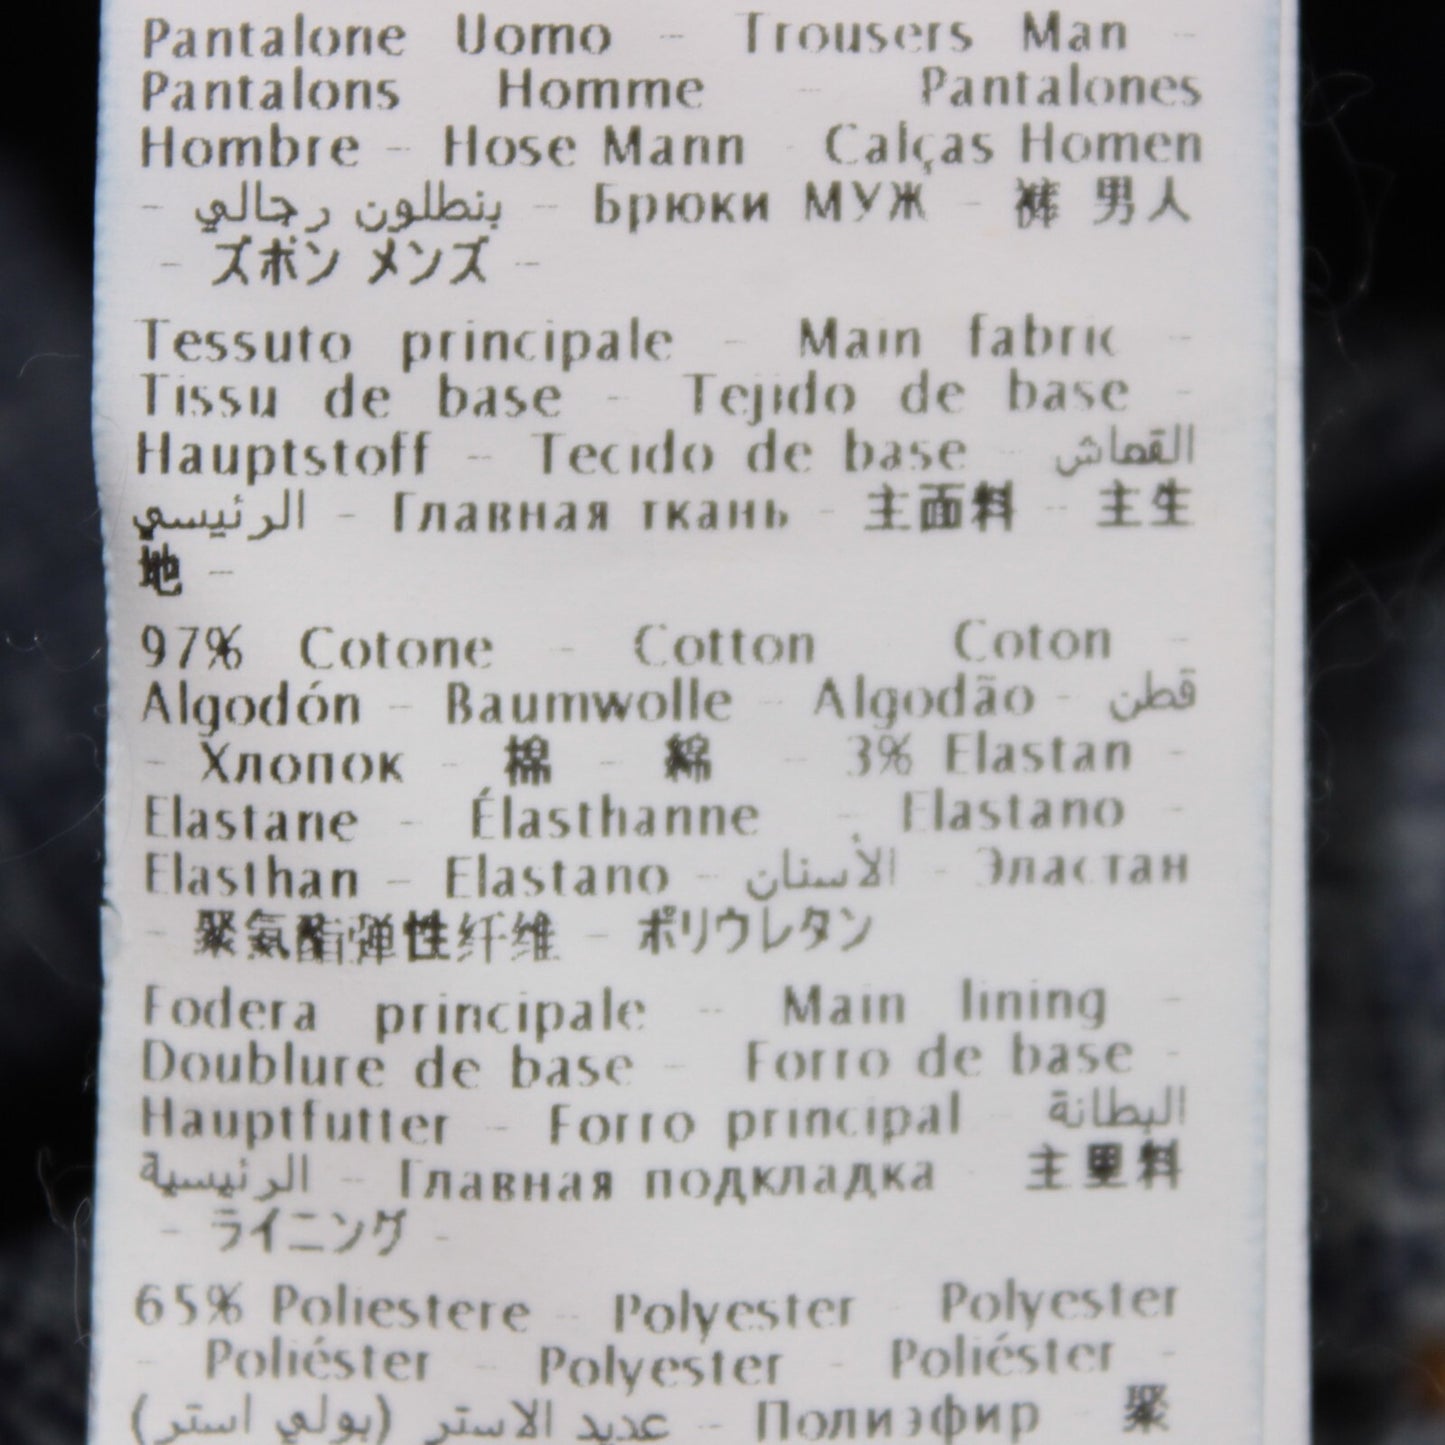 Pantalone Uomo - Trousers Man -
Pantalons Homme - Pantalones
Hombre - Hose Mann - Calças Homen
- بنطلون رجالي - Брюки МУЖ - 裤 男人
- ズボン メンズ -
Tessuto principale - Main fabric -
Tissu de base - Tejido de base -
Hauptstoff - Tecido de base - القماش
الرئيسي - Главная ткань - 主面料 - 主生
地 -
97% Cotone - Cotton - Coton -
Algodón - Baumwolle - Algodão - قطن
- Хлопок - 棉 - 綿 - 3% Elastan -
Elastane - Élasthanne - Elastano -
Elasthan - Elastano - الأسنان - Эластан
- 聚氨酯弹性纤维 - ポリウレタン
Fodera principale - Main lining -
Doublure de base - Forro de base -
Hauptfutter - Forro principal - البطانة
الرئيسية - Главная подкладка - 主里料
- ライニング -
65% Poliestere - Polyester - Polyester
- Poliéster - Polyester - Poliéster -
عديد الاستر (بولي استر) - Полиэфир - 聚